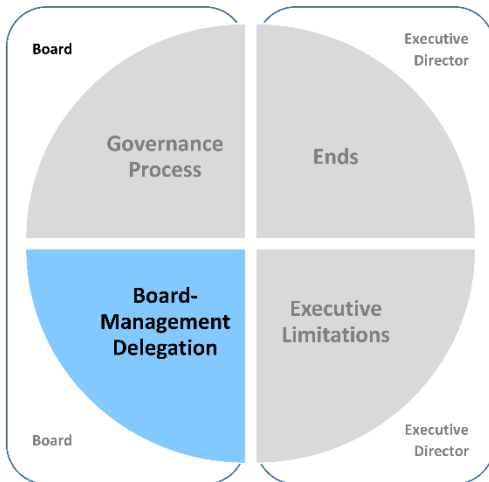 Board
Executive
Director
Governance
Process
Ends
Board-
Management
Delegation
Executive
Limitations
Board
Executive
Director